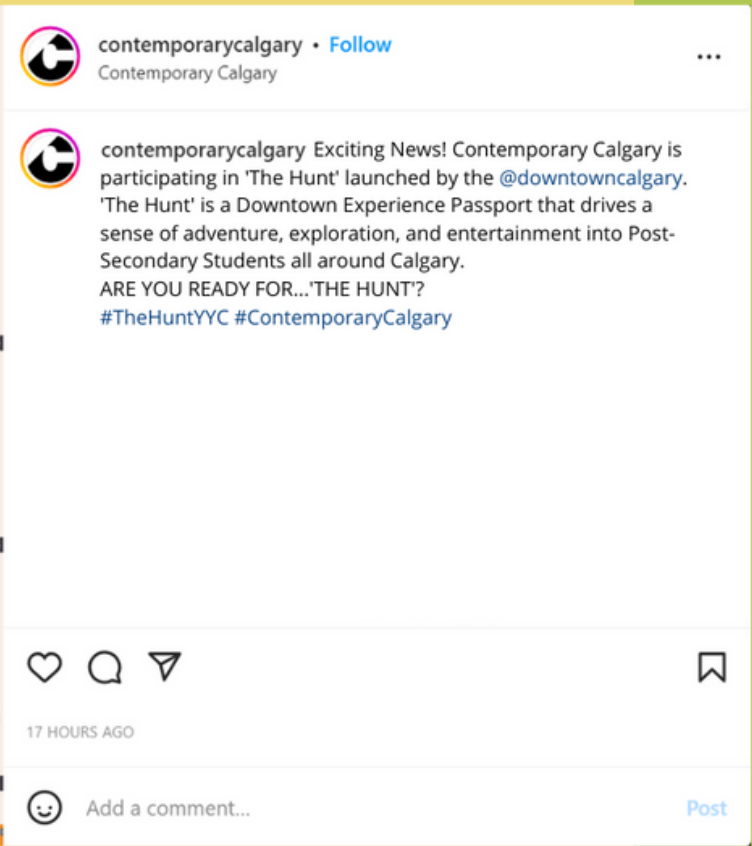 contemporarycalgary • Follow
Contemporary Calgary
contemporarycalgary Exciting News! Contemporary Calgary is
participating in 'The Hunt' launched by the @downtowncalgary.
'The Hunt' is a Downtown Experience Passport that drives a
sense of adventure, exploration, and entertainment into Post-
Secondary Students all around Calgary.
ARE YOU READY FOR...'THE HUNT'?
#TheHuntYYC #ContemporaryCalgary
17 HOURS AGO
Add a comment...
Post